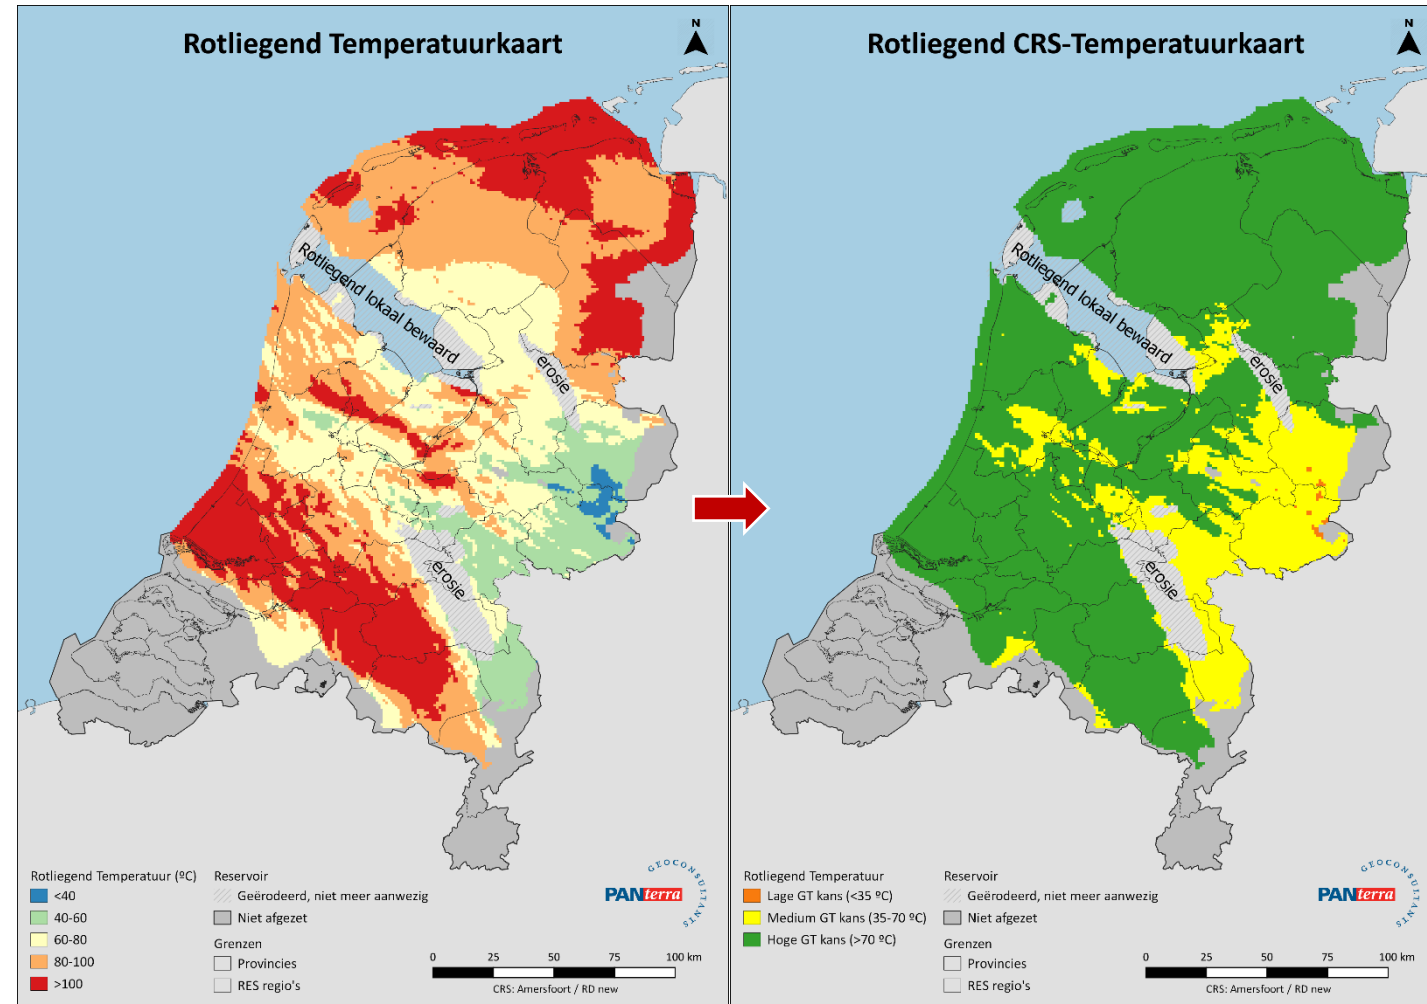 Rotliegend Temperatuurkaart
N
Rotliegend lokaal bewaard
erosie
erosie
Rotliegend Temperatuur (ºC)
<40
40-60
60-80
80-100
>100
Reservoir
Geërodeerd, niet meer aanwezig
Niet afgezet
Grenzen
Provincies
RES regio's
PANterra
GEOCONSULTANTS
0 25 50 75 100 km
CRS: Amersfoort / RD new
Rotliegend CRS-Temperatuurkaart
N
Rotliegend lokaal bewaard
erosie
erosie
Rotliegend Temperatuur
Lage GT kans (<35 ºC)
Medium GT kans (35-70 ºC)
Hoge GT kans (>70 ºC)
Reservoir
Geërodeerd, niet meer aanwezig
Niet afgezet
Grenzen
Provincies
RES regio's
PANterra
GEOCONSULTANTS
0 25 50 75 100 km
CRS: Amersfoort / RD new